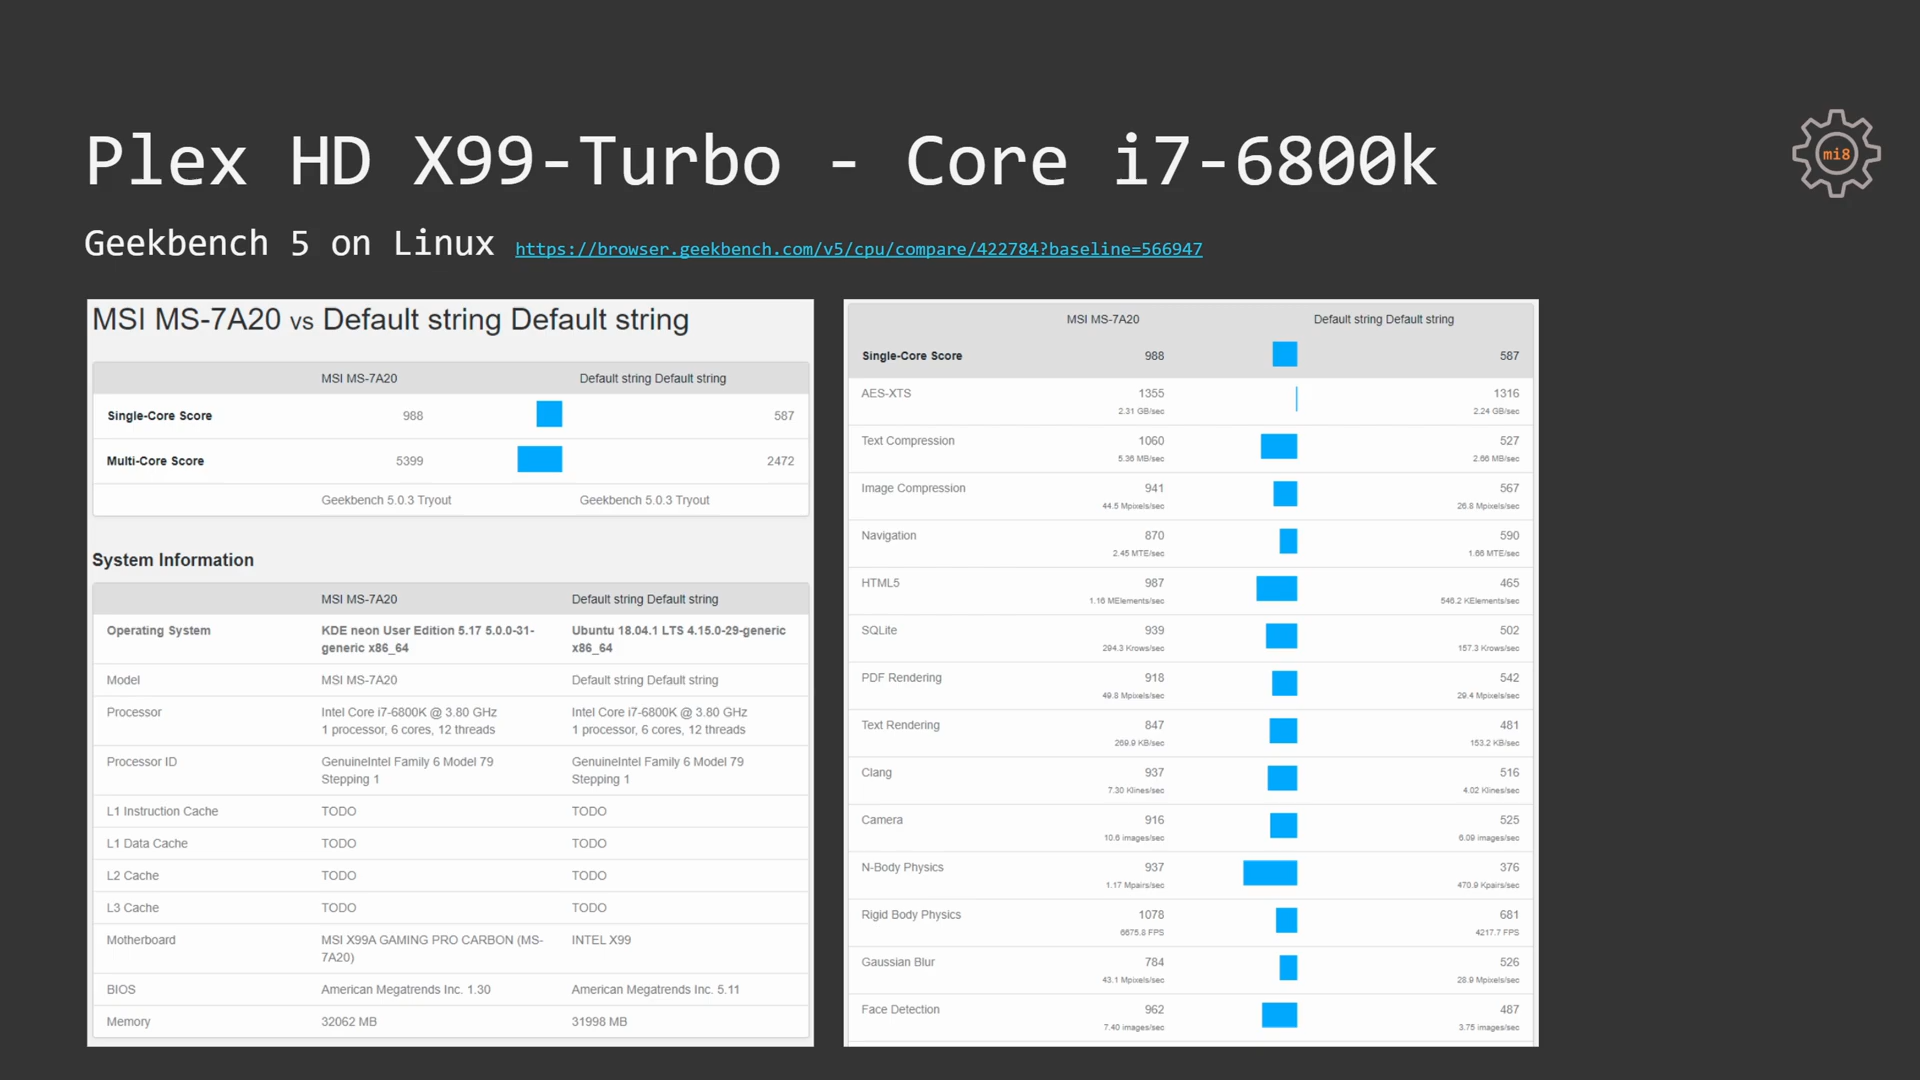 Plex HD X99-Turbo - Core i7-6800k
mi8
Geekbench 5 on Linux https://browser.geekbench.com/v5/cpu/compare/422784?baseline=566947
MSI MS-7A20 vs Default string Default string
MSI MS-7A20 Default string Default string
Single-Core Score 988 587
Multi-Core Score 5399 2472
Geekbench 5.0.3 Tryout Geekbench 5.0.3 Tryout
System Information
MSI MS-7A20 Default string Default string
Operating System KDE neon User Edition 5.17 5.0.0-31- Ubuntu 18.04.1 LTS 4.15.0-29-generic
generic x86_64 x86_64
Model MSI MS-7A20 Default string Default string
Processor Intel Core i7-6800K @ 3.80 GHz Intel Core i7-6800K @ 3.80 GHz
1 processor, 6 cores, 12 threads 1 processor, 6 cores, 12 threads
Processor ID GenuineIntel Family 6 Model 79 GenuineIntel Family 6 Model 79
Stepping 1 Stepping 1
L1 Instruction Cache TODO TODO
L1 Data Cache TODO TODO
L2 Cache TODO TODO
L3 Cache TODO TODO
Motherboard MSI X99A GAMING PRO CARBON (MS- INTEL X99
7A20)
BIOS American Megatrends Inc. 1.30 American Megatrends Inc. 5.11
Memory 32062 MB 31998 MB
MSI MS-7A20 Default string Default string
Single-Core Score 988 587
AES-XTS 1355 1316
2.31 GB/sec 2.24 GB/sec
Text Compression 1060 527
5.36 MB/sec 2.66 MB/sec
Image Compression 941 567
44.5 Mpixels/sec 26.8 Mpixels/sec
Navigation 870 590
2.45 MTE/sec 1.66 MTE/sec
HTML5 987 465
1.16 MElements/sec 546.2 KElements/sec
SQLite 939 502
294.3 Krows/sec 157.3 Krows/sec
PDF Rendering 918 542
49.8 Mpixels/sec 29.4 Mpixels/sec
Text Rendering 847 481
269.9 KB/sec 153.2 KB/sec
Clang 937 516
7.30 Klines/sec 4.02 Klines/sec
Camera 916 525
10.6 images/sec 6.09 images/sec
N-Body Physics 937 376
1.17 Mpairs/sec 470.9 Kpairs/sec
Rigid Body Physics 1078 681
6675.8 FPS 4217.7 FPS
Gaussian Blur 784 526
43.1 Mpixels/sec 28.9 Mpixels/sec
Face Detection 962 487
7.40 images/sec 3.75 images/sec